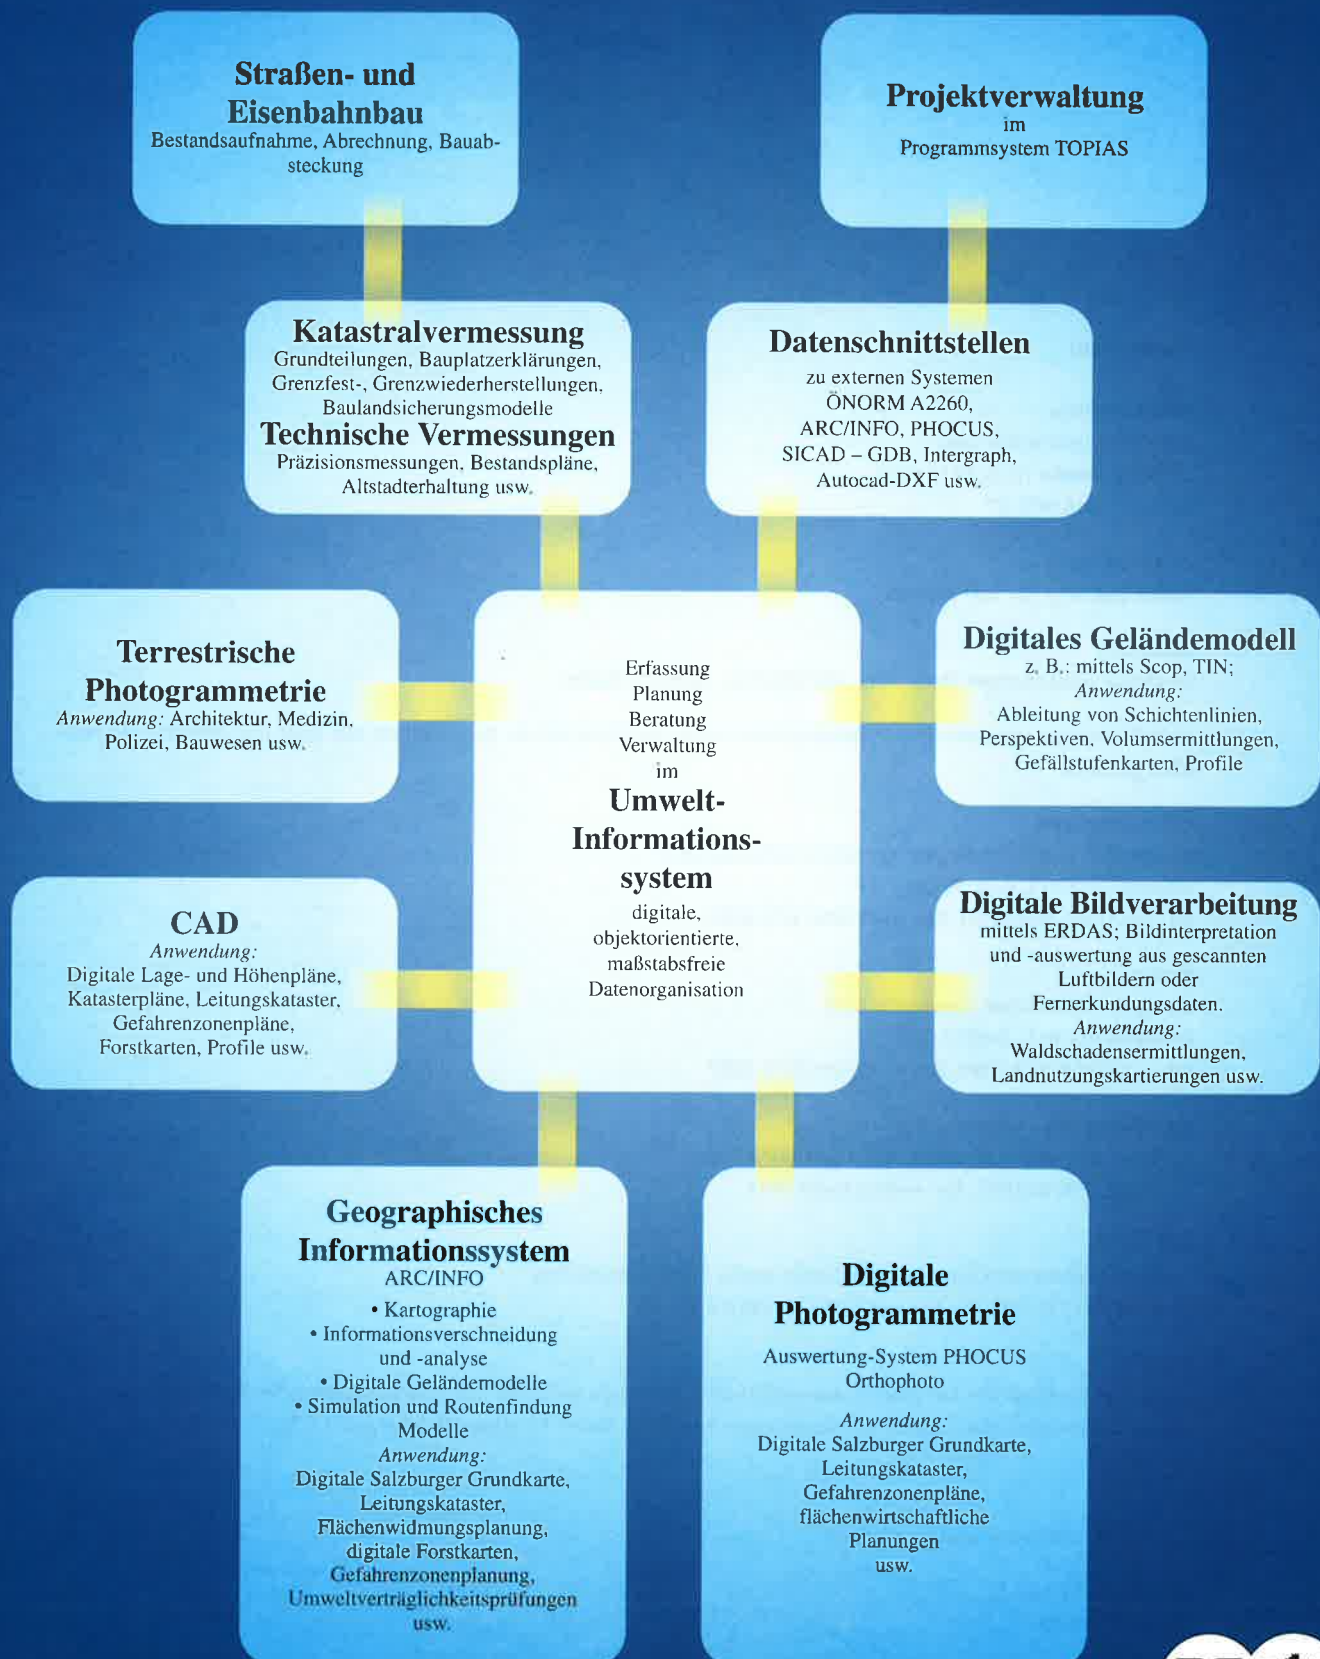 Straßen- und
Eisenbahnbau
Bestandsaufnahme, Abrechnung, Bauab-
steckung
Projektverwaltung
im
Programmsystem TOPIAS
Katastralvermessung
Grundteilungen, Bauplatzerklärungen,
Grenzfest-, Grenzwiederherstellungen,
Baulandsicherungsmodelle
Technische Vermessungen
Präzisionsmessungen, Bestandspläne,
Altstadterhaltung usw.
Datenschnittstellen
zu externen Systemen
ÖNORM A2260,
ARC/INFO, PHOCUS,
SICAD – GDB, Intergraph,
Autocad-DXF usw.
Terrestrische
Photogrammetrie
Anwendung: Architektur, Medizin,
Polizei, Bauwesen usw.
Erfassung
Planung
Beratung
Verwaltung
im
Umwelt-
Informations-
system
digitale,
objektorientierte,
maßstabsfreie
Datenorganisation
Digitales Geländemodell
z. B.: mittels Scop, TIN;
Anwendung:
Ableitung von Schichtenlinien,
Perspektiven, Volumsermittlungen,
Gefällstufenkarten, Profile
CAD
Anwendung:
Digitale Lage- und Höhenpläne,
Katasterpläne, Leitungskataster,
Gefahrenzonenpläne,
Forstkarten, Profile usw.
Digitale Bildverarbeitung
mittels ERDAS; Bildinterpretation
und -auswertung aus gescannten
Luftbildern oder
Fernerkundungsdaten.
Anwendung:
Waldschadensermittlungen,
Landnutzungskartierungen usw.
Geographisches
Informationssystem
ARC/INFO
• Kartographie
• Informationsverschneidung
und -analyse
• Digitale Geländemodelle
• Simulation und Routenfindung
Modelle
Anwendung:
Digitale Salzburger Grundkarte,
Leitungskataster,
Flächenwidmungsplanung,
digitale Forstkarten,
Gefahrenzonenplanung,
Umweltverträglichkeitsprüfungen
usw.
Digitale
Photogrammetrie
Auswertung-System PHOCUS
Orthophoto
Anwendung:
Digitale Salzburger Grundkarte,
Leitungskataster,
Gefahrenzonenpläne,
flächenwirtschaftliche
Planungen
usw.